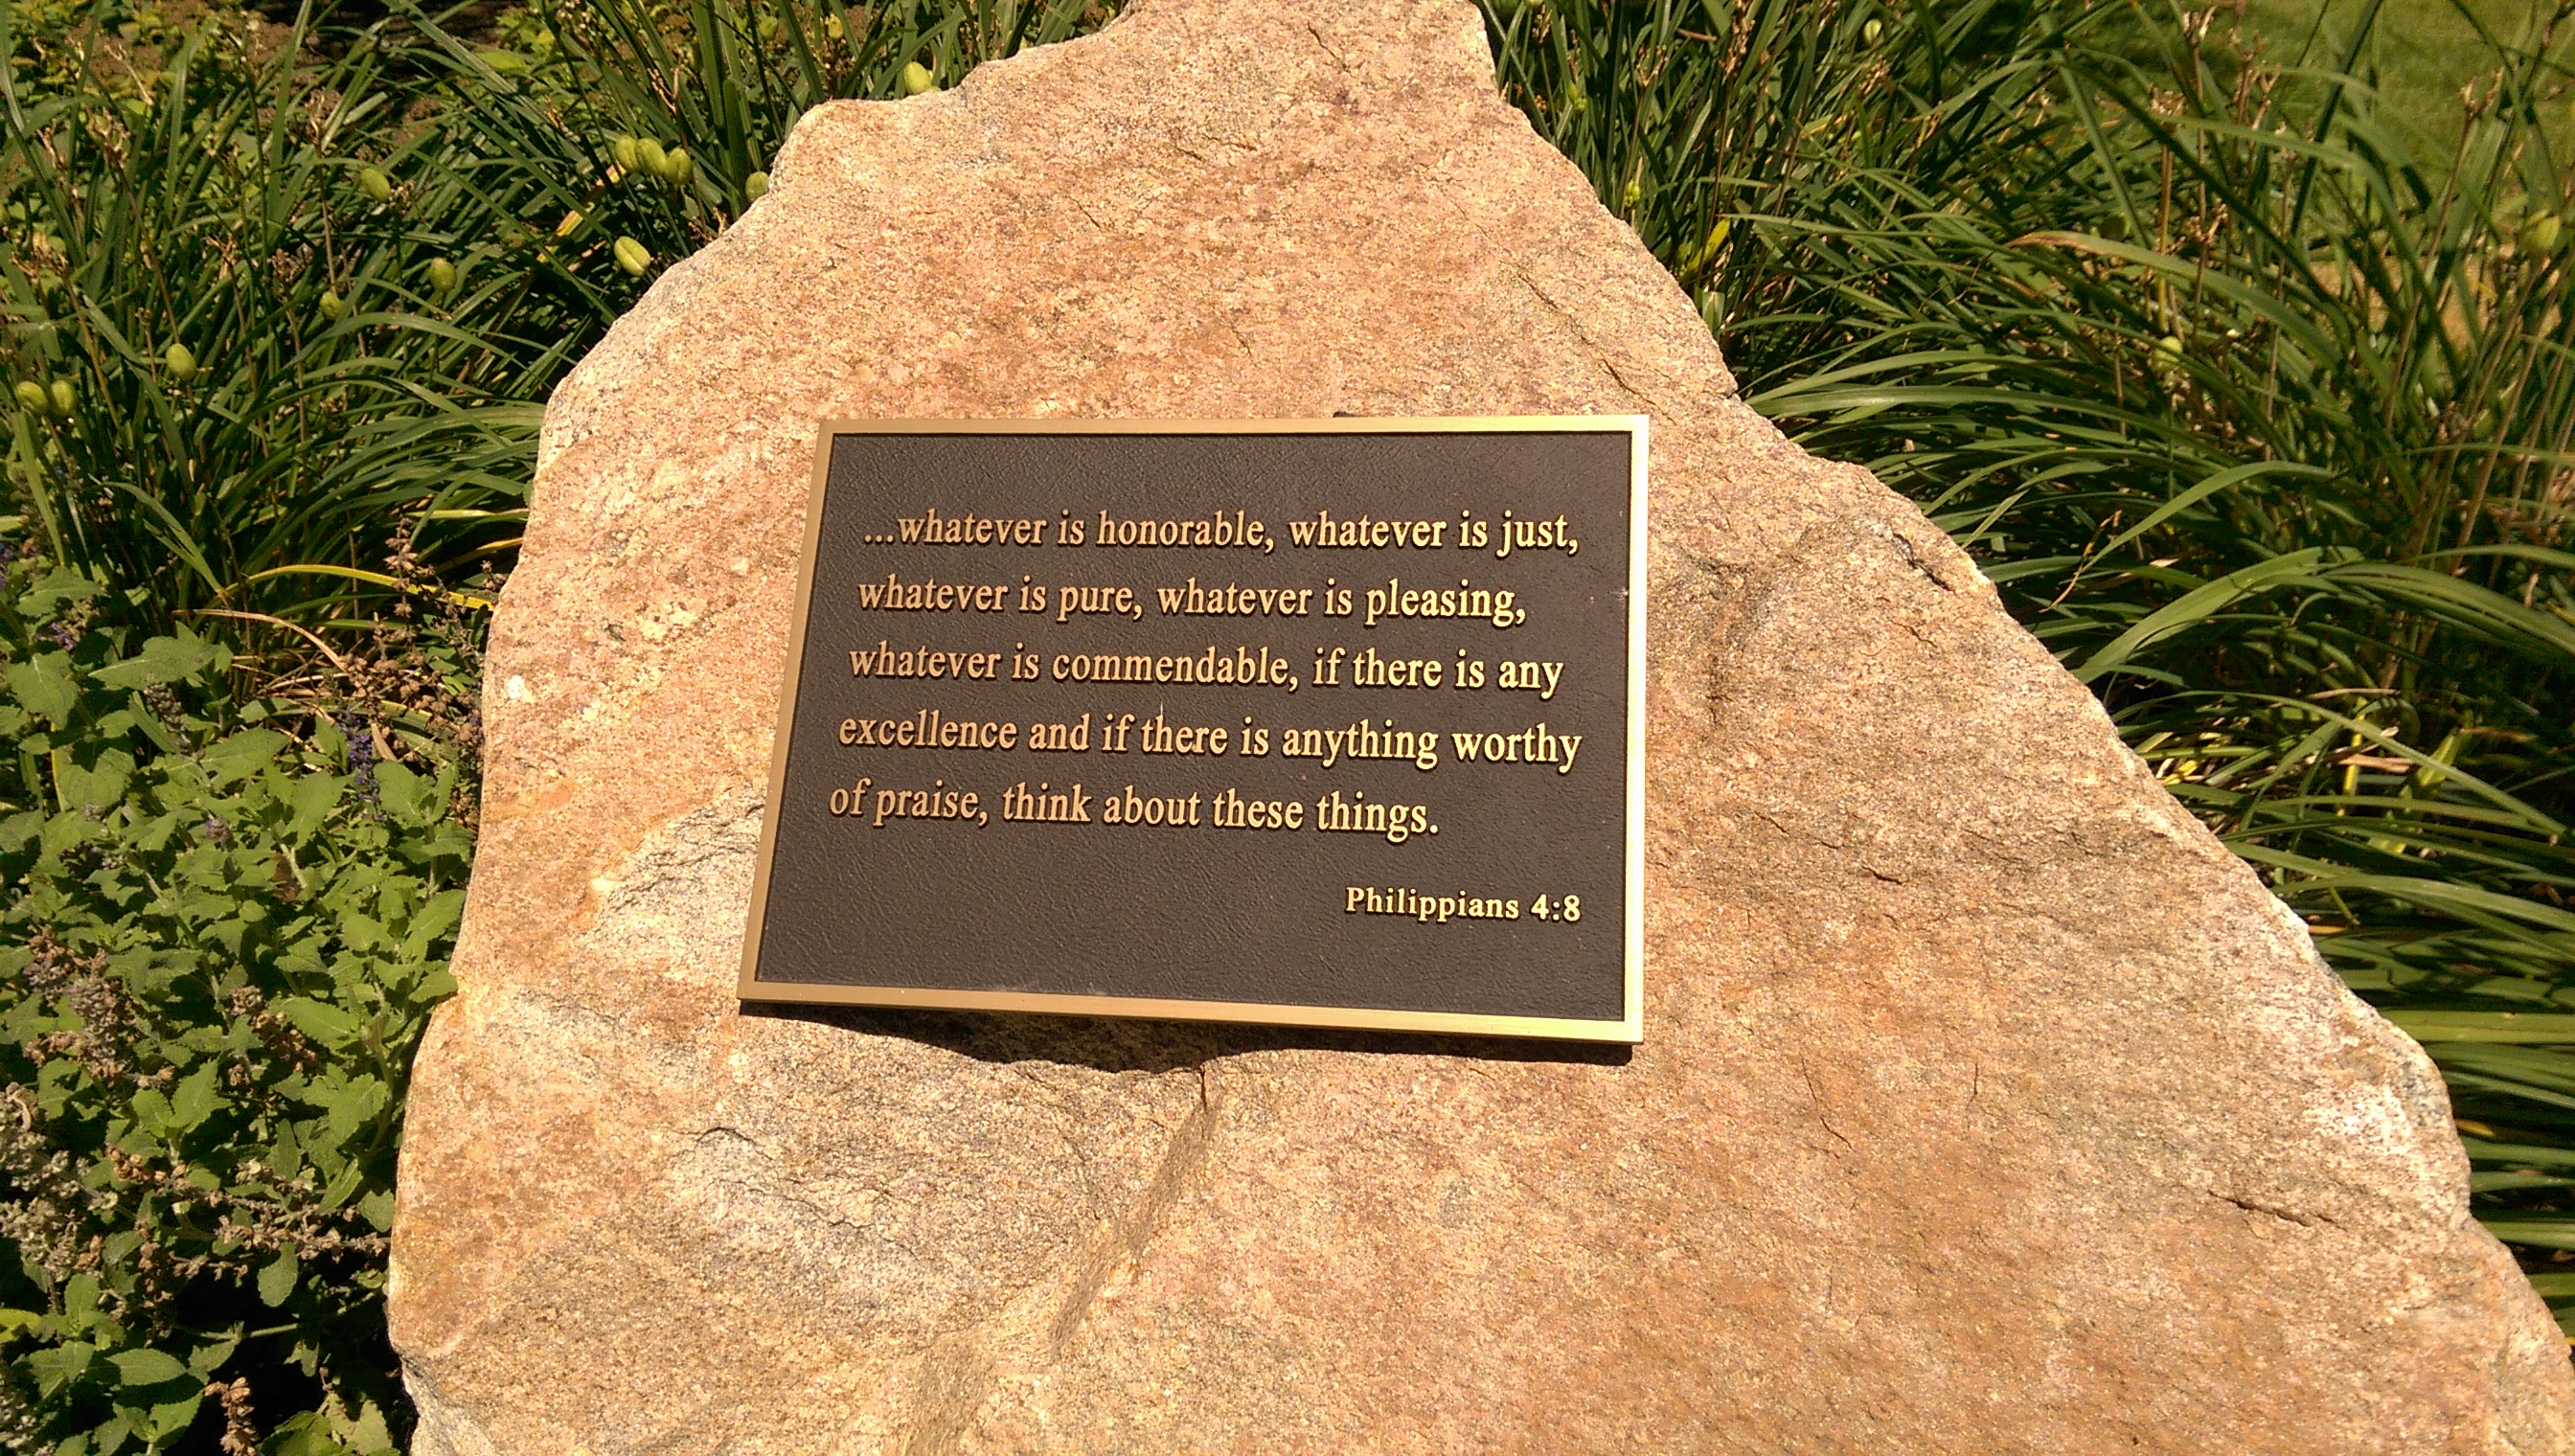 ...whatever is honorable, whatever is just,
whatever is pure, whatever is pleasing,
whatever is commendable, if there is any
excellence and if there is anything worthy
of praise, think about these things.
Philippians 4:8